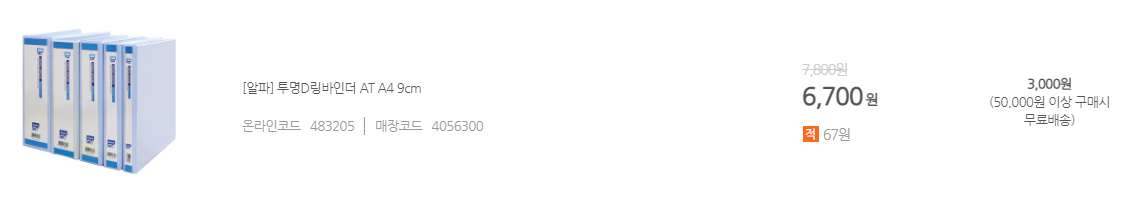 [알파] 투명D링바인더 AT A4 9cm
온라인코드 483205 | 매장코드 4056300
7,800원
6,700원
적 67원
3,000원
(50,000원 이상 구매시
무료배송)